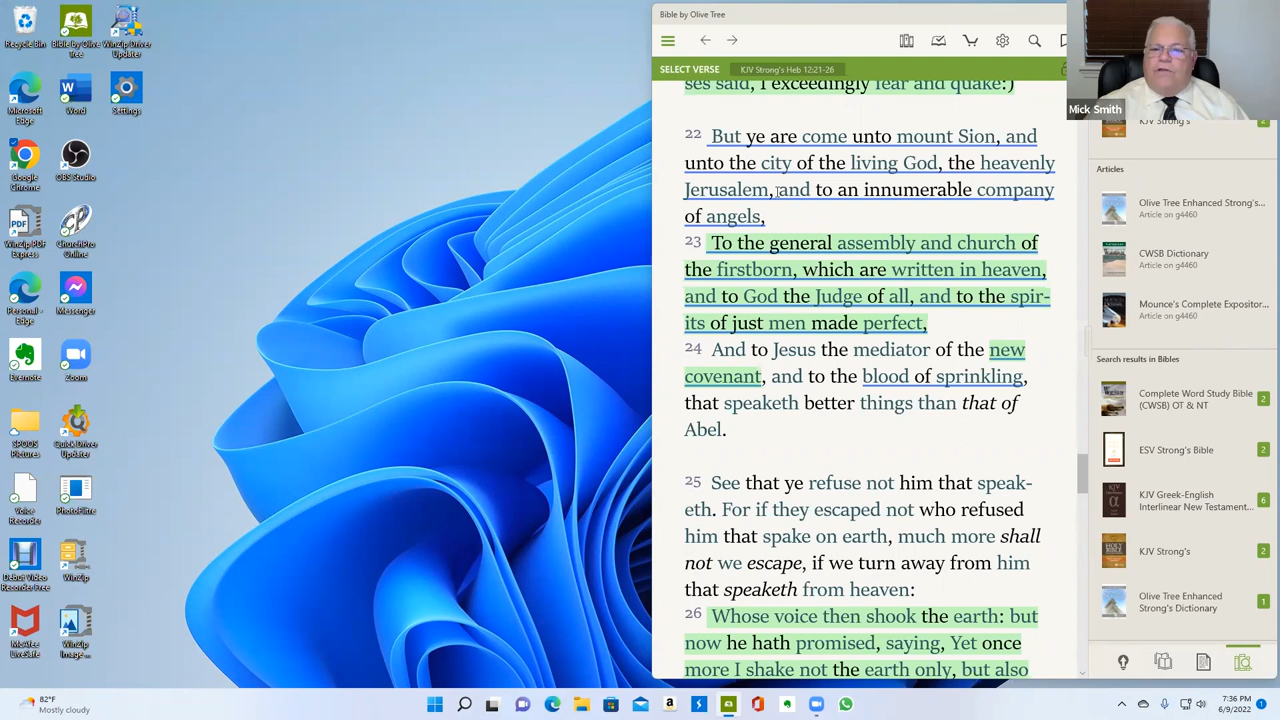 Recycle Bin
Bible by Olive
Tree
WinZip Driver
Updater
Microsoft
Edge
Word
Settings
Google
Chrome
OBS Studio
WinZip PDF
Express
ChurchPro
Online
Personal -
Edge
Messenger
Evernote
Zoom
SPOOS
Pictures
Quick Driver
Updater
Voice
Recorder
PhotoFiltre
Debut Video
Recorder Free
WinZip
McAfee
LiveSafe
WinZip
Image ...
Bible by Olive Tree
SELECT VERSE
KJV Strong's Heb 12:21-26
ses said, I exceedingly fear and quake:)
22 But ye are come unto mount Sion, and
unto the city of the living God, the heavenly
Jerusalem, and to an innumerable company
of angels,
23 To the general assembly and church of
the firstborn, which are written in heaven,
and to God the Judge of all, and to the spir-
its of just men made perfect,
24 And to Jesus the mediator of the new
covenant, and to the blood of sprinkling,
that speaketh better things than that of
Abel.
25 See that ye refuse not him that speak-
eth. For if they escaped not who refused
him that spake on earth, much more shall
not we escape, if we turn away from him
that speaketh from heaven:
26 Whose voice then shook the earth: but
now he hath promised, saying, Yet once
more I shake not the earth only, but also
Mick Smith
KJV Strong's
2
Articles
Olive Tree Enhanced Strong's...
Article on g4460
CWSB Dictionary
Article on g4460
Mounce's Complete Expositor...
Article on g4460
Search results in Bibles
Complete Word Study Bible
(CWSB) OT & NT
2
ESV Strong's Bible
2
KJV Greek-English
Interlinear New Testament...
6
KJV Strong's
2
Olive Tree Enhanced
Strong's Dictionary
1
82°F
Mostly cloudy
7:36 PM
6/9/2022